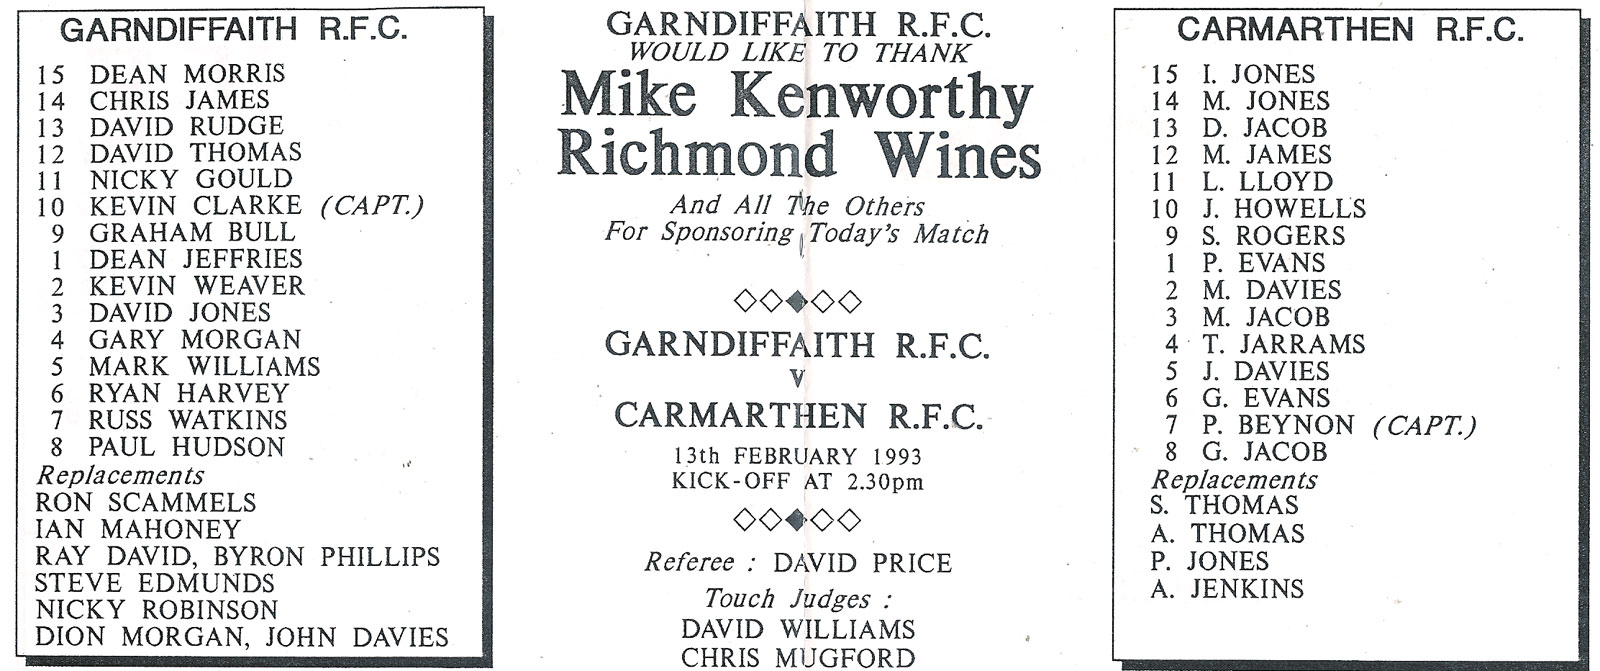 GARNDIFFAITH R.F.C.
15 DEAN MORRIS
14 CHRIS JAMES
13 DAVID RUDGE
12 DAVID THOMAS
11 NICKY GOULD
10 KEVIN CLARKE (CAPT.)
9 GRAHAM BULL
1 DEAN JEFFRIES
2 KEVIN WEAVER
3 DAVID JONES
4 GARY MORGAN
5 MARK WILLIAMS
6 RYAN HARVEY
7 RUSS WATKINS
8 PAUL HUDSON
Replacements
RON SCAMMELS
IAN MAHONEY
RAY DAVID, BYRON PHILLIPS
STEVE EDMUNDS
NICKY ROBINSON
DION MORGAN, JOHN DAVIES
GARNDIFFAITH R.F.C.
WOULD LIKE TO THANK
Mike Kenworthy
Richmond Wines
And All The Others
For Sponsoring Today's Match
GARNDIFFAITH R.F.C.
v
CARMARTHEN R.F.C.
13th FEBRUARY 1993
KICK-OFF AT 2.30pm
Referee : DAVID PRICE
Touch Judges :
DAVID WILLIAMS
CHRIS MUGFORD
CARMARTHEN R.F.C.
15 I. JONES
14 M. JONES
13 D. JACOB
12 M. JAMES
11 L. LLOYD
10 J. HOWELLS
9 S. ROGERS
1 P. EVANS
2 M. DAVIES
3 M. JACOB
4 T. JARRAMS
5 J. DAVIES
6 G. EVANS
7 P. BEYNON (CAPT.)
8 G. JACOB
Replacements
S. THOMAS
A. THOMAS
P. JONES
A. JENKINS